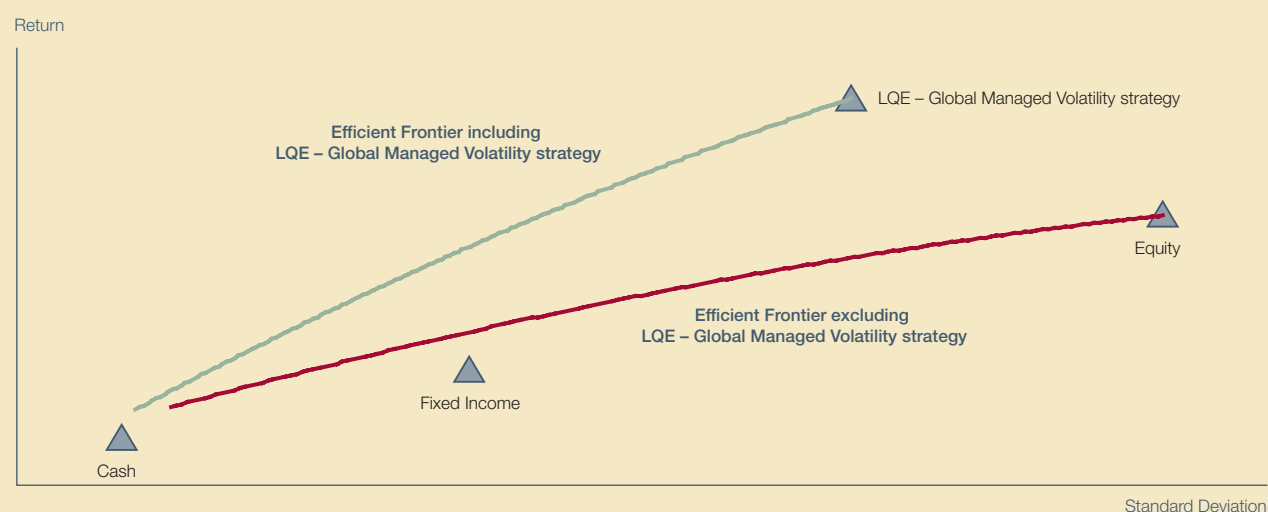 Return
LQE – Global Managed Volatility strategy
Efficient Frontier including
LQE – Global Managed Volatility strategy
Equity
Efficient Frontier excluding
LQE – Global Managed Volatility strategy
Fixed Income
Cash
Standard Deviation